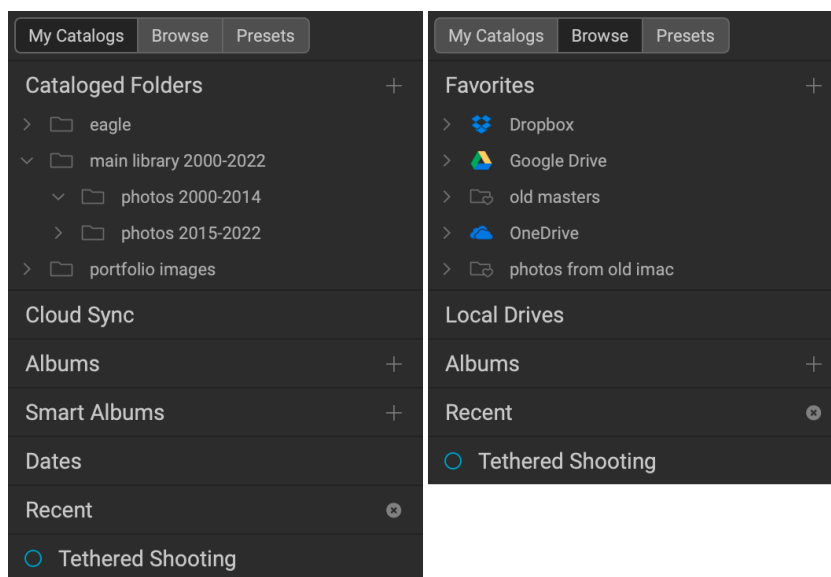 My Catalogs Browse Presets
Cataloged Folders
eagle
main library 2000-2022
photos 2000-2014
photos 2015-2022
portfolio images
Cloud Sync
Albums
Smart Albums
Dates
Recent
Tethered Shooting
My Catalogs Browse Presets
Favorites
Dropbox
Google Drive
old masters
OneDrive
photos from old imac
Local Drives
Albums
Recent
Tethered Shooting